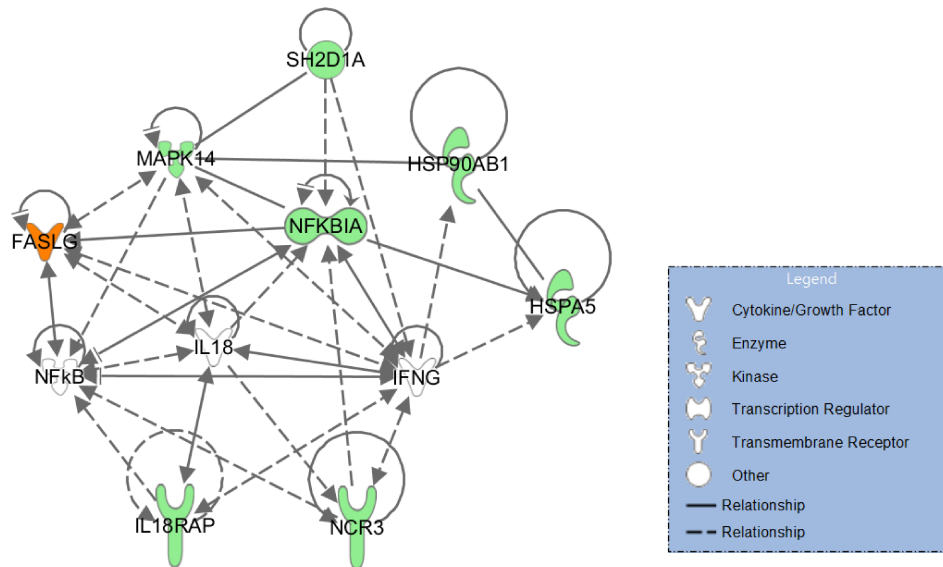 SH2D1A
MAPK14
HSP90AB1
NFKBIA
FASLG
HSPA5
IL18
NFkB
IFNG
IL18RAP
NCR3
Legend
Cytokine/Growth Factor
Enzyme
Kinase
Transcription Regulator
Transmembrane Receptor
Other
Relationship
Relationship